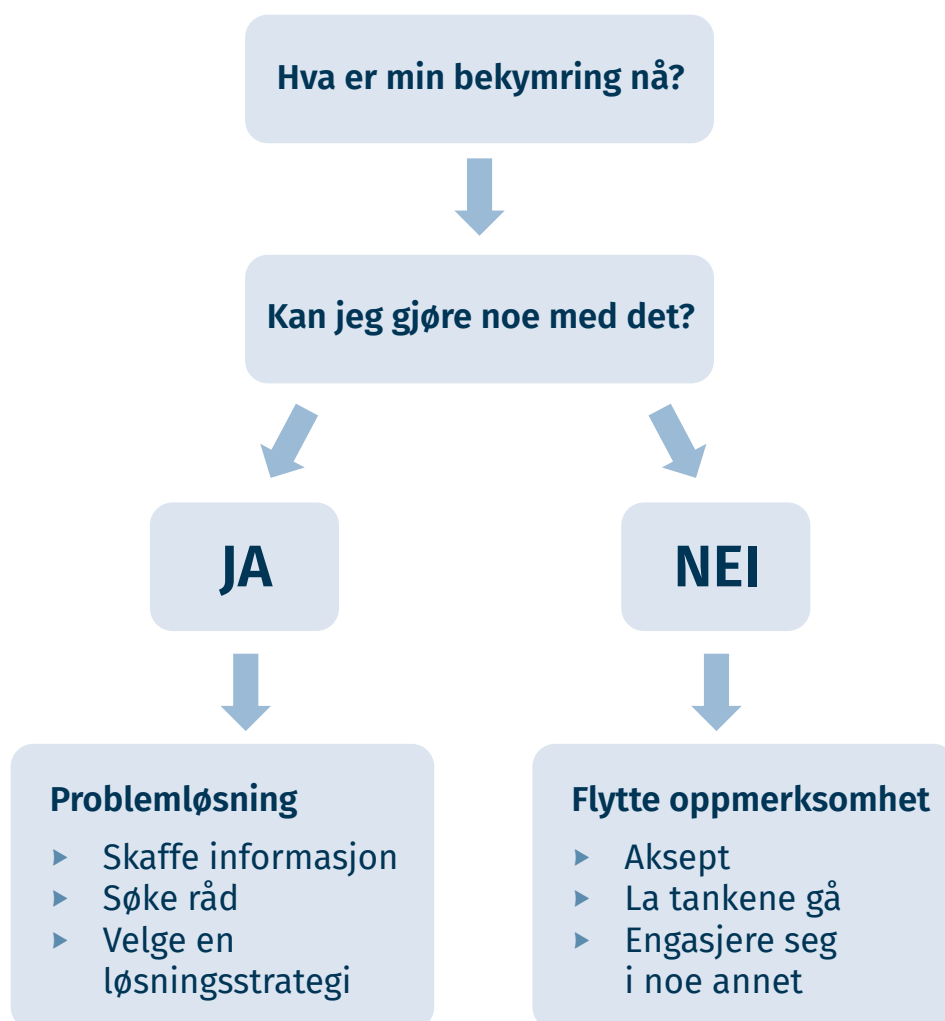 Hva er min bekymring nå?
Kan jeg gjøre noe med det?
JA
NEI
Problemløsning
Skaffe informasjon
Søke råd
Velge en
løsningsstrategi
Flytte oppmerksomhet
Aksept
La tankene gå
Engasjere seg
i noe annet